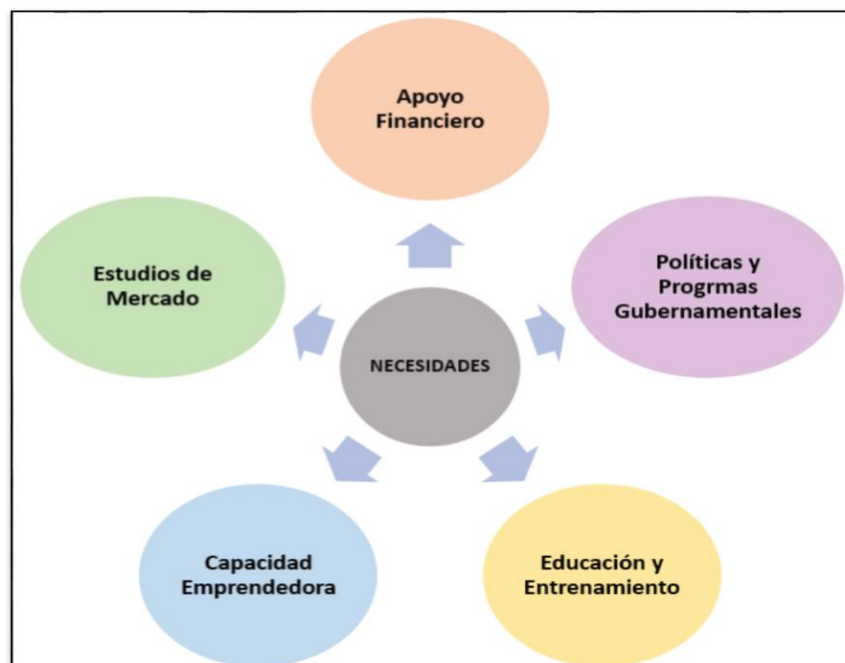 Apoyo
Financiero
Estudios de
Mercado
Políticas y
Progrmas
Gubernamentales
NECESIDADES
Capacidad
Emprendedora
Educación y
Entrenamiento